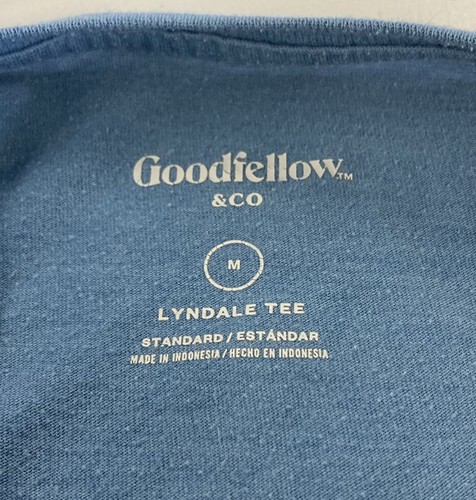 Goodfellow™
&CO
M
LYNDALE TEE
STANDARD / ESTÁNDAR
MADE IN INDONESIA / HECHO EN INDONESIA